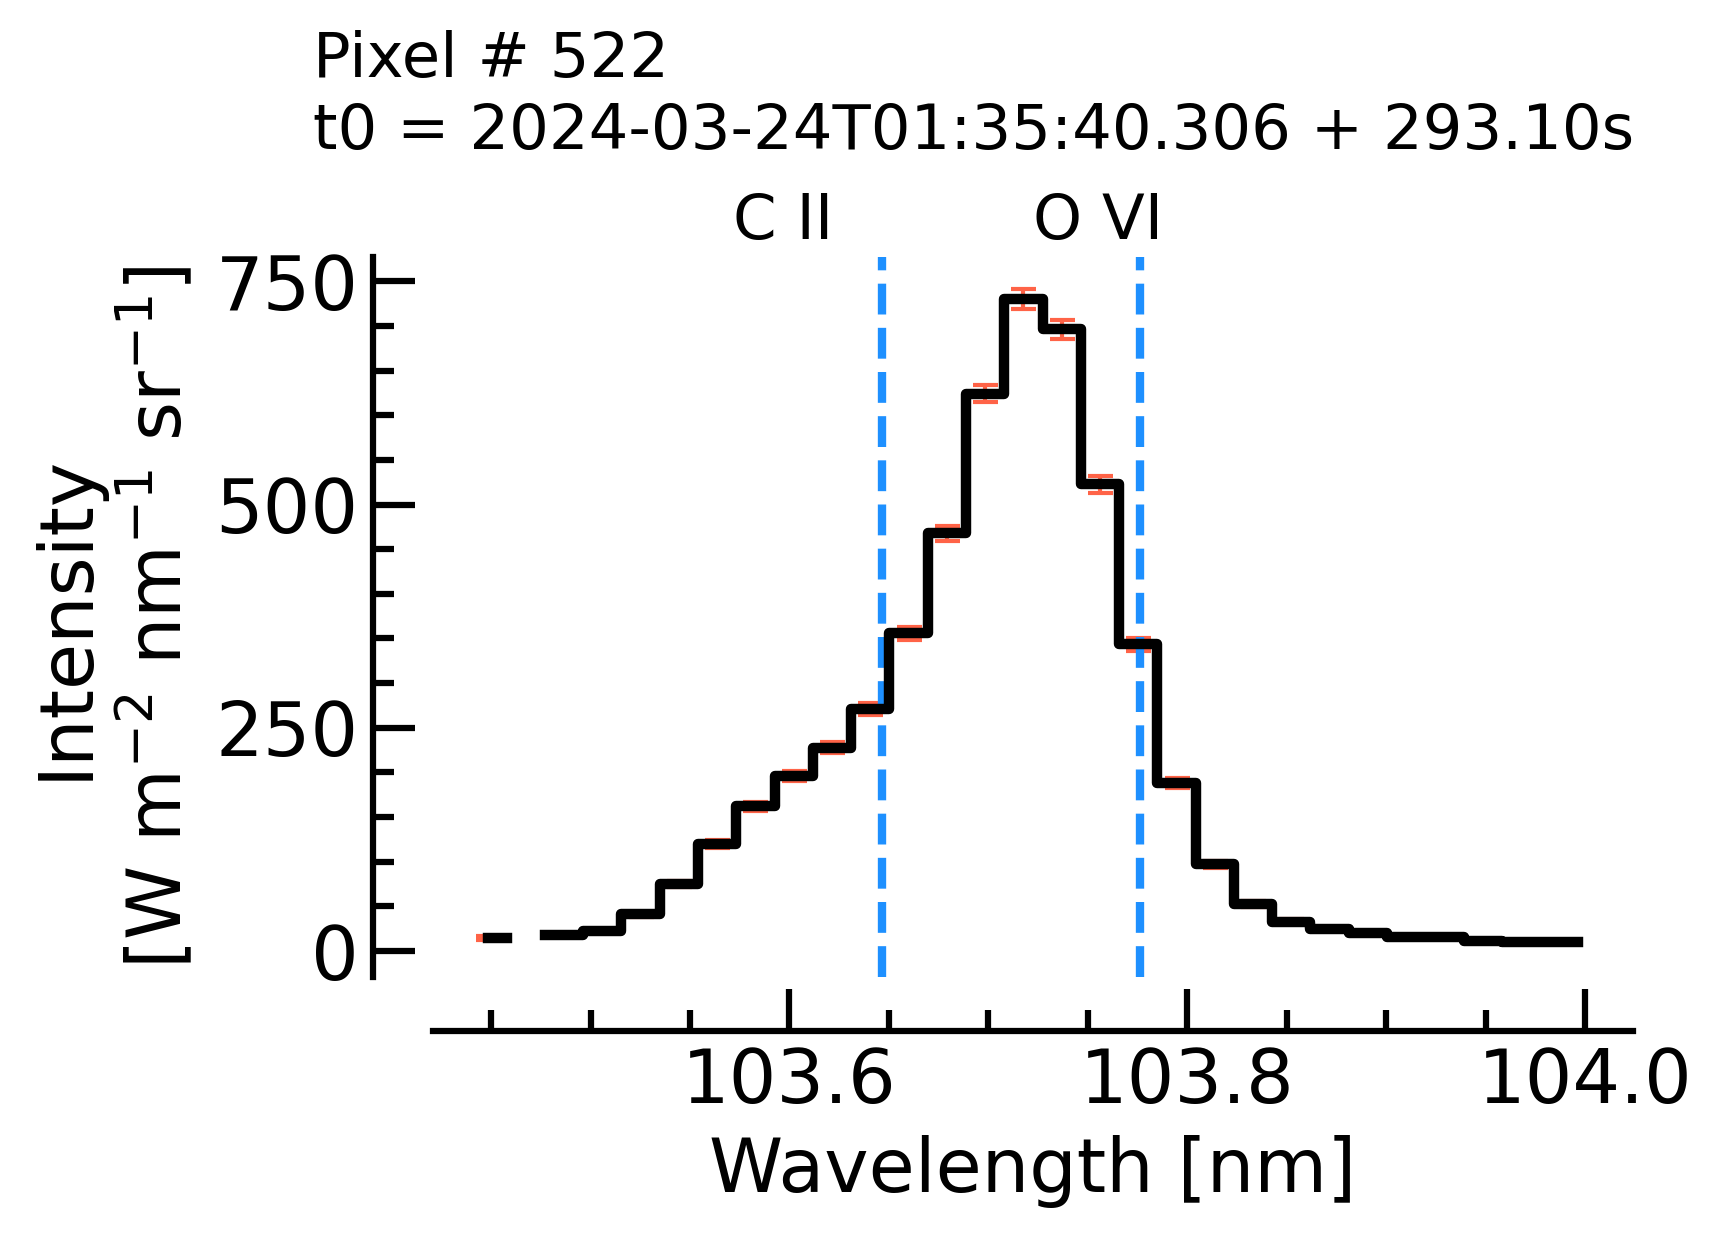 Pixel # 522
t0 = 2024-03-24T01:35:40.306 + 293.10s
C II O VI
Intensity
[W m⁻² nm⁻¹ sr⁻¹]
750
500
250
0
103.6 103.8 104.0
Wavelength [nm]